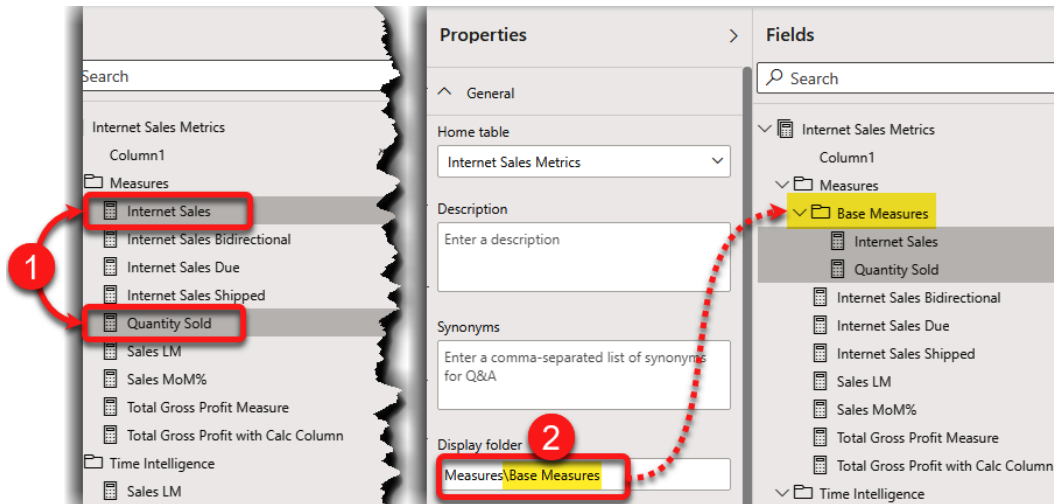 Search
Internet Sales Metrics
Column1
Measures
Internet Sales
Internet Sales Bidirectional
Internet Sales Due
Internet Sales Shipped
Quantity Sold
Sales LM
Sales MoM%
Total Gross Profit Measure
Total Gross Profit with Calc Column
Time Intelligence
Sales LM
1
Properties
General
Home table
Internet Sales Metrics
Description
Enter a description
Synonyms
Enter a comma-separated list of synonyms
for Q&A
Display folder
2
Measures\Base Measures
Fields
Search
Internet Sales Metrics
Column1
Measures
Base Measures
Internet Sales
Quantity Sold
Internet Sales Bidirectional
Internet Sales Due
Internet Sales Shipped
Sales LM
Sales MoM%
Total Gross Profit Measure
Total Gross Profit with Calc Column
Time Intelligence